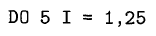 DO 5 I = 1,25